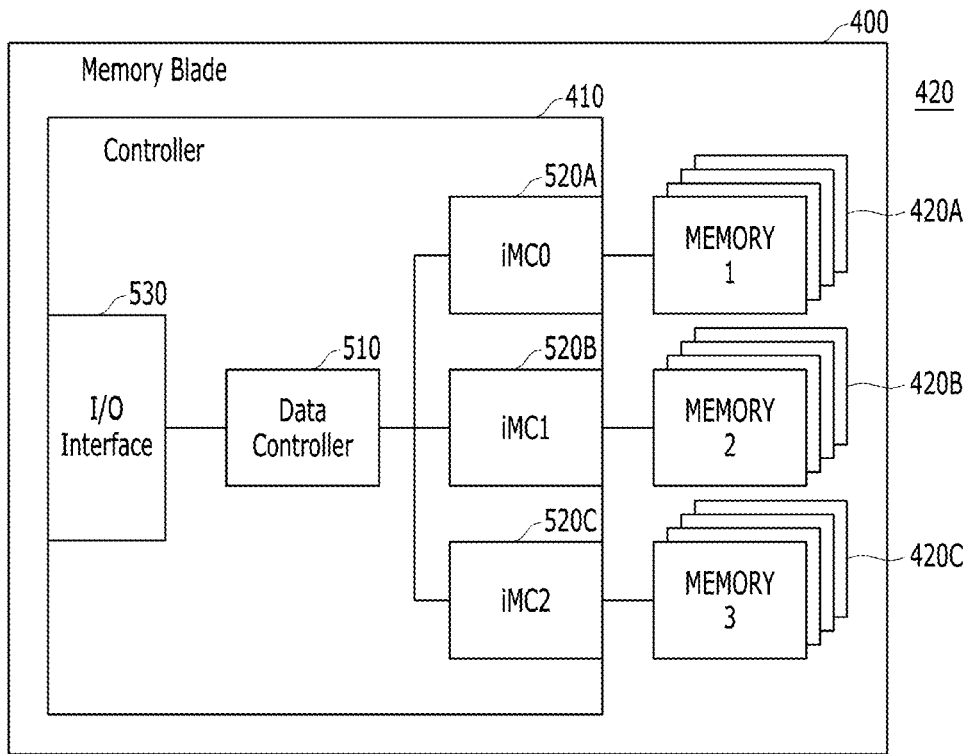 400
Memory Blade
420
410
Controller
520A
iMC0
MEMORY
1
420A
530
I/O
Interface
510
Data
Controller
520B
iMC1
MEMORY
2
420B
520C
iMC2
MEMORY
3
420C